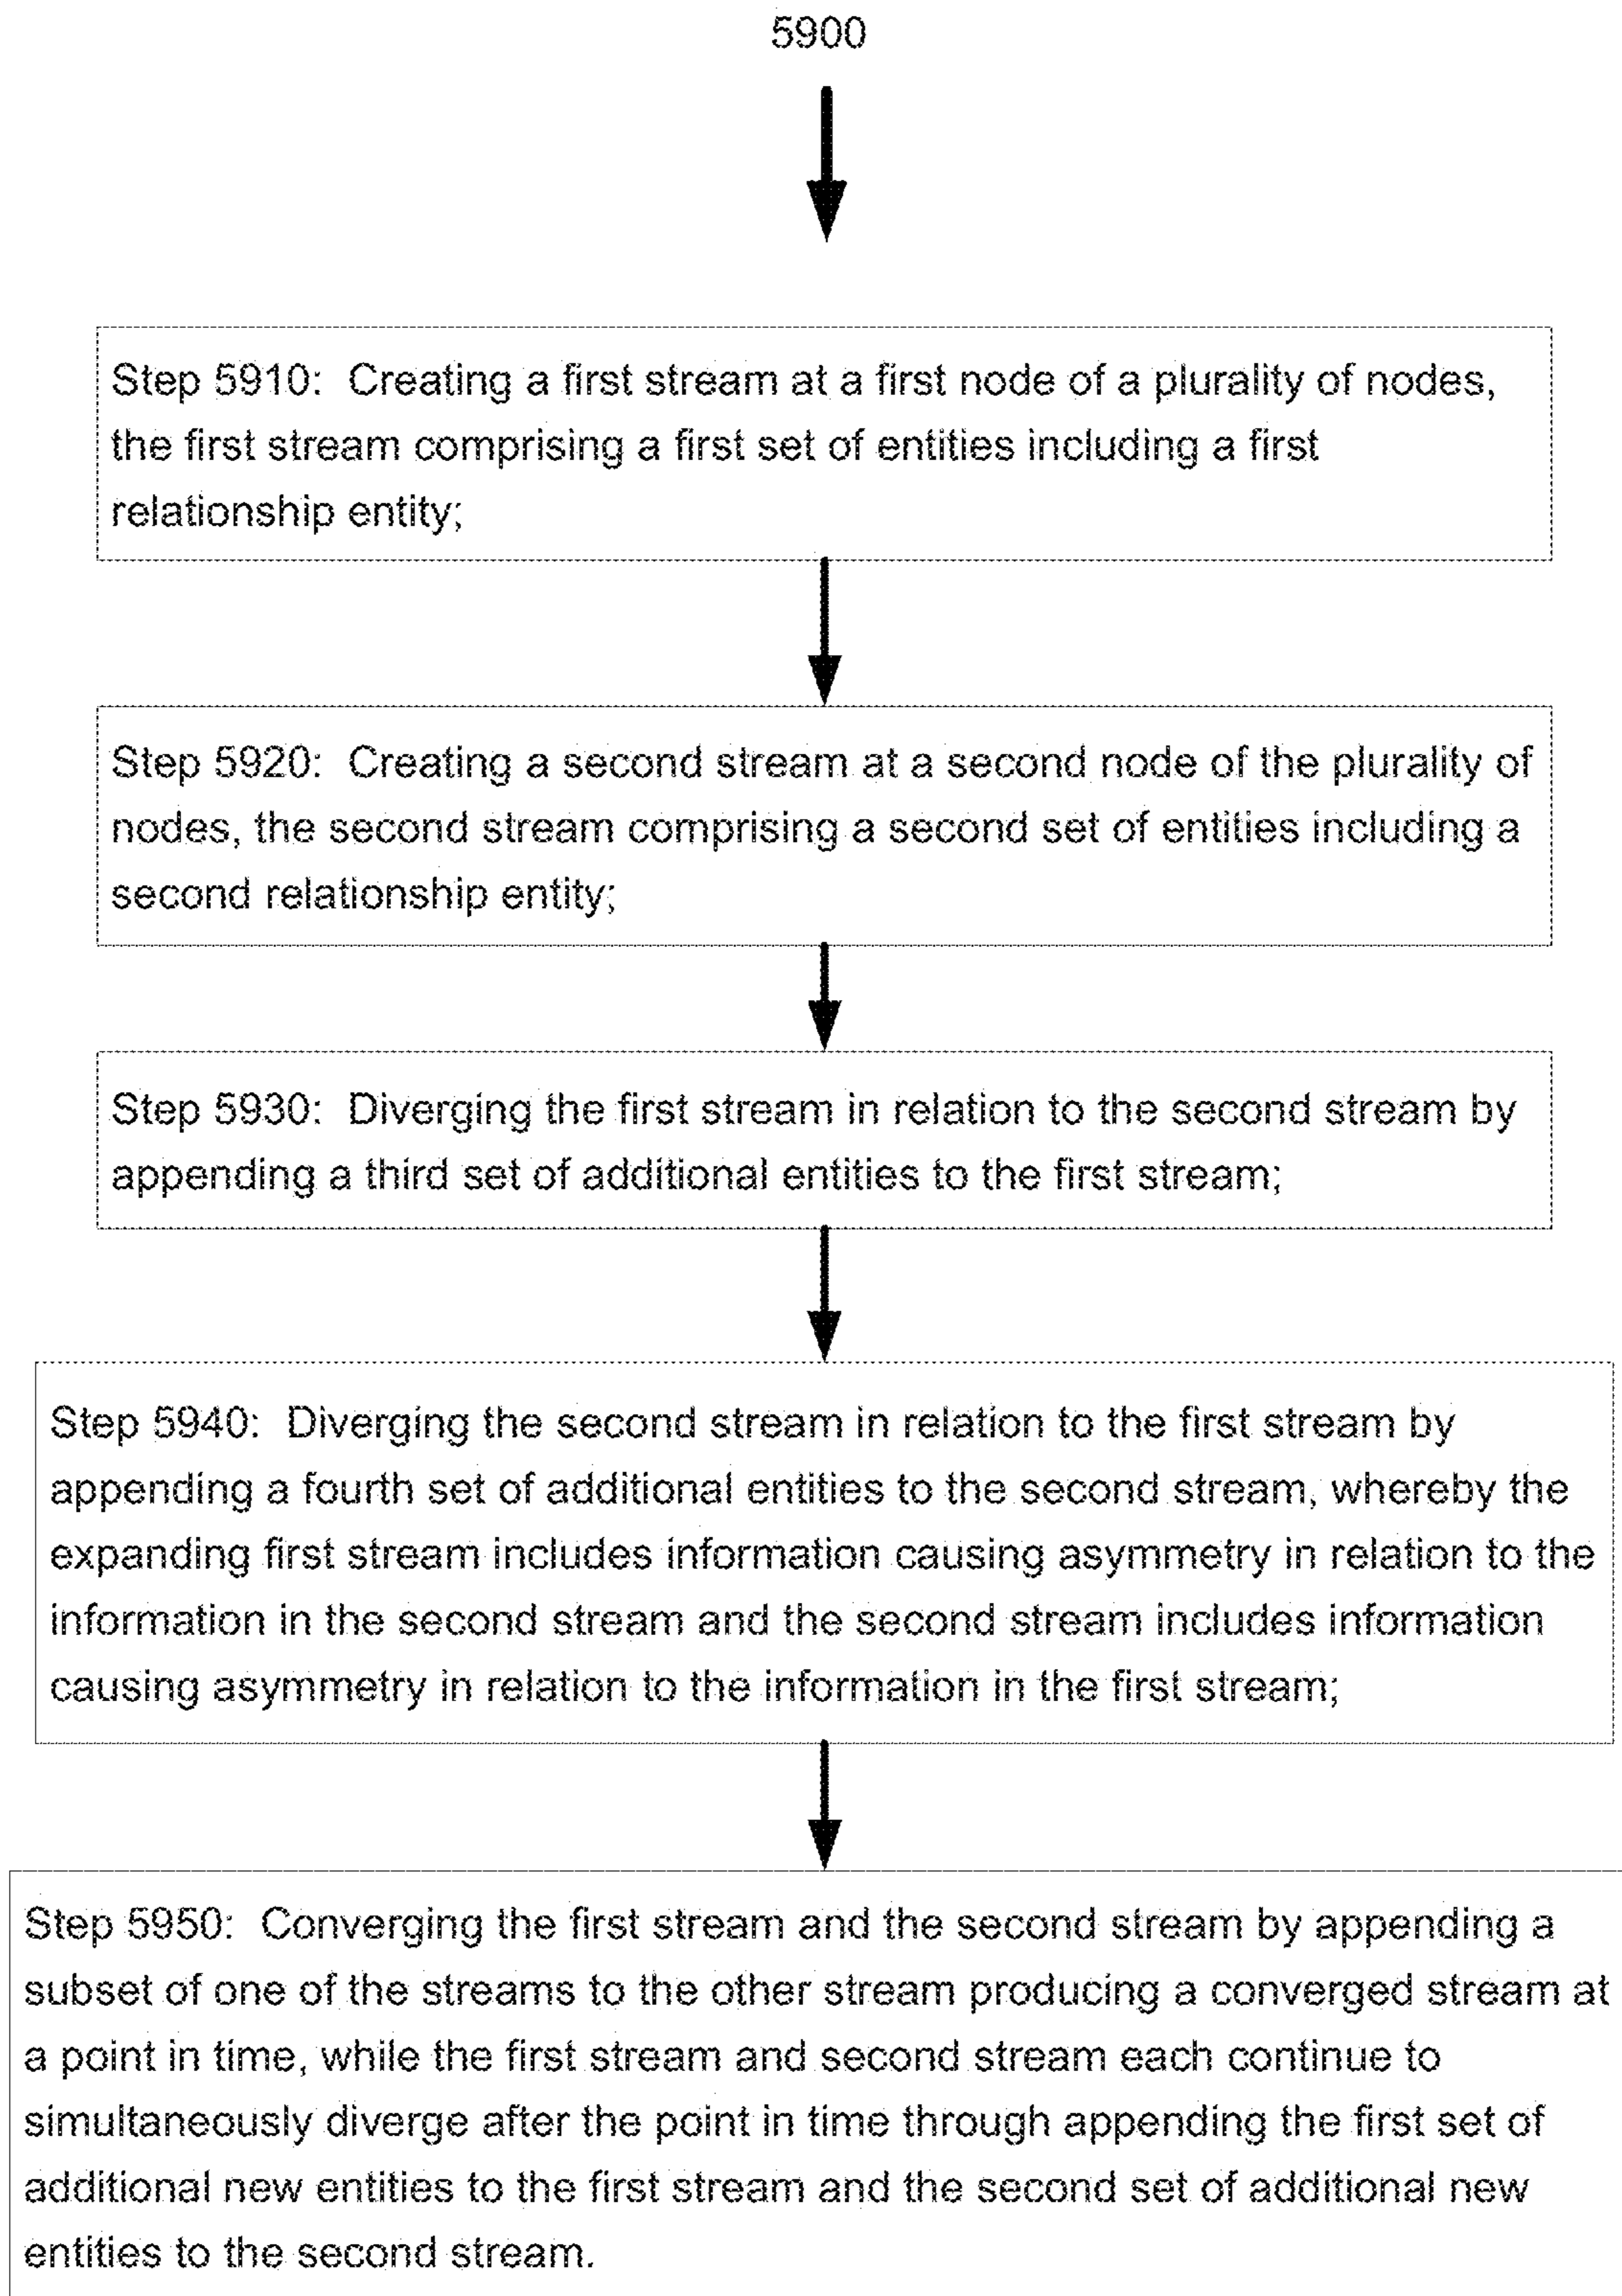 5900
Step 5910:  Creating a first stream at a first node of a plurality of nodes,
the first stream comprising a first set of entities including a first
relationship entity;
Step 5920:  Creating a second stream at a second node of the plurality of
nodes, the second stream comprising a second set of entities including a
second relationship entity;
Step 5930:  Diverging the first stream in relation to the second stream by
appending a third set of additional entities to the first stream;
Step 5940:  Diverging the second stream in relation to the first stream by
appending a fourth set of additional entities to the second stream, whereby the
expanding first stream includes information causing asymmetry in relation to the
information in the second stream and the second stream includes information
causing asymmetry in relation to the information in the first stream;
Step 5950:  Converging the first stream and the second stream by appending a
subset of one of the streams to the other stream producing a converged stream at
a point in time, while the first stream and second stream each continue to
simultaneously diverge after the point in time through appending the first set of
additional new entities to the first stream and the second set of additional new
entities to the second stream.